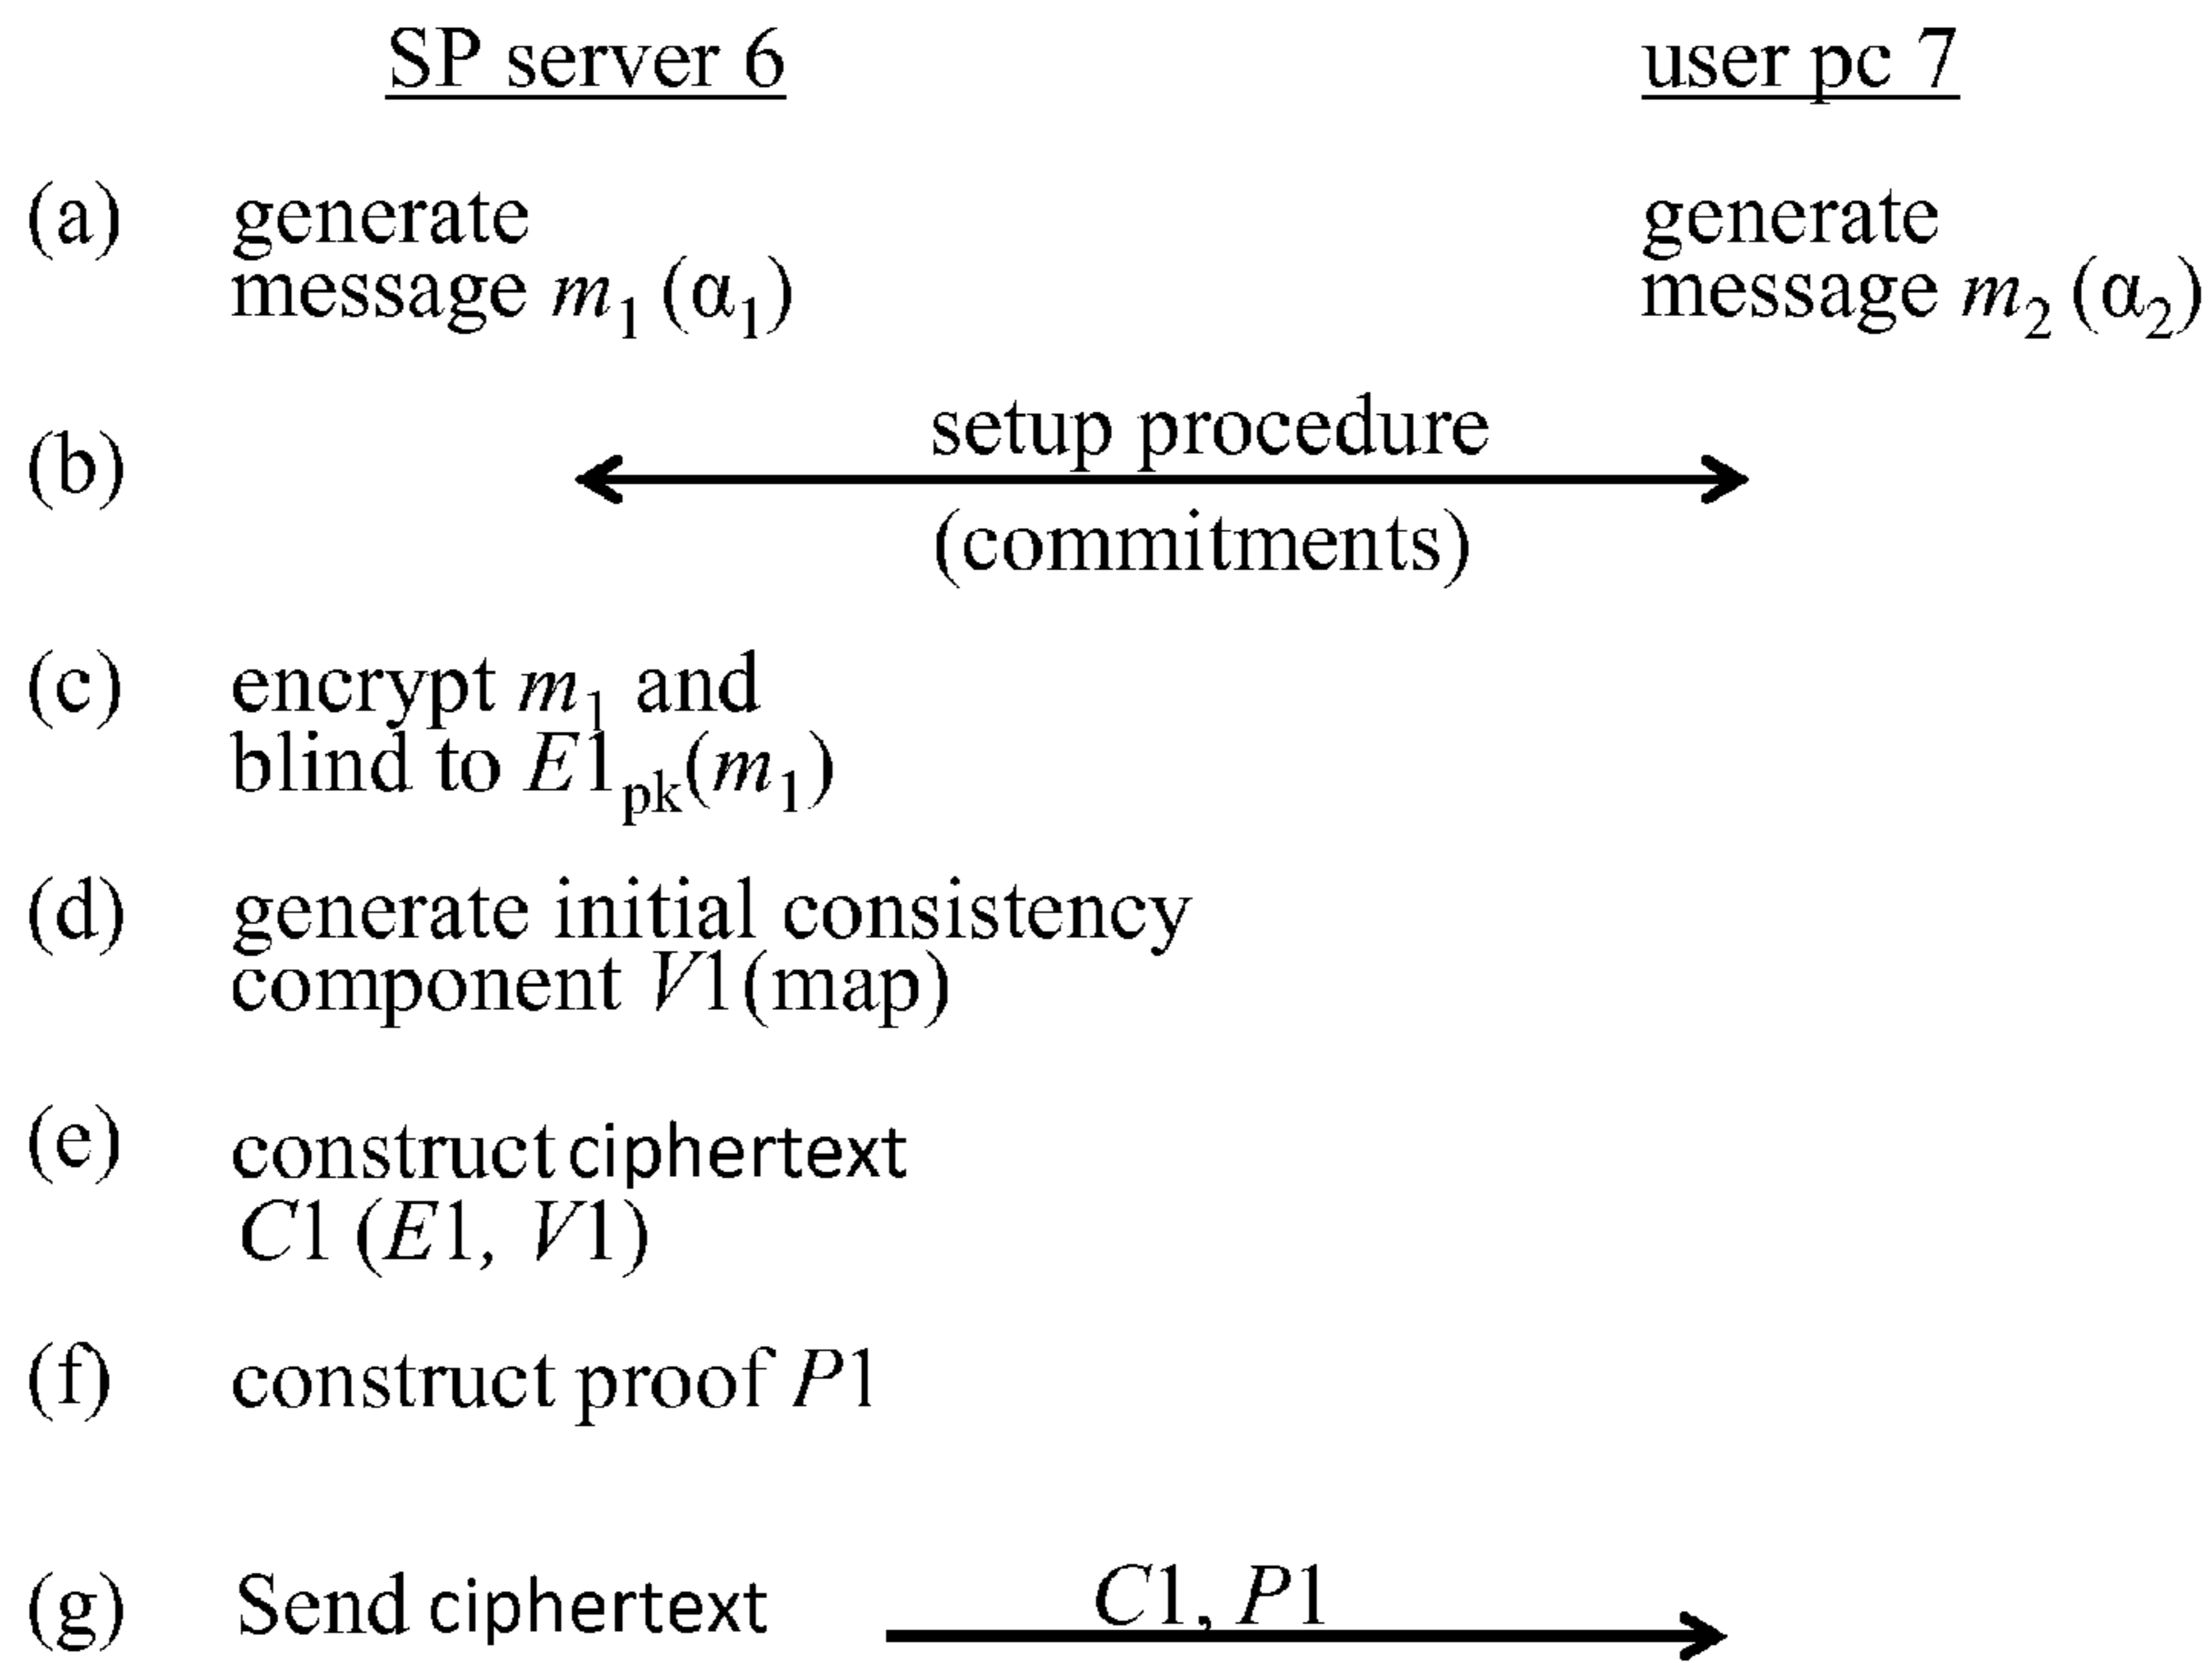 SP server 6 user pc 7
(a) generate message m₁ (α₁) generate message m₂ (α₂)
(b) setup procedure
(commitments)
(c) encrypt m₁ and
blind to E1pk(m₁)
(d) generate initial consistency
component V1(map)
(e) construct ciphertext
C1 (E1, V1)
(f) construct proof P1
(g) Send ciphertext C1, P1